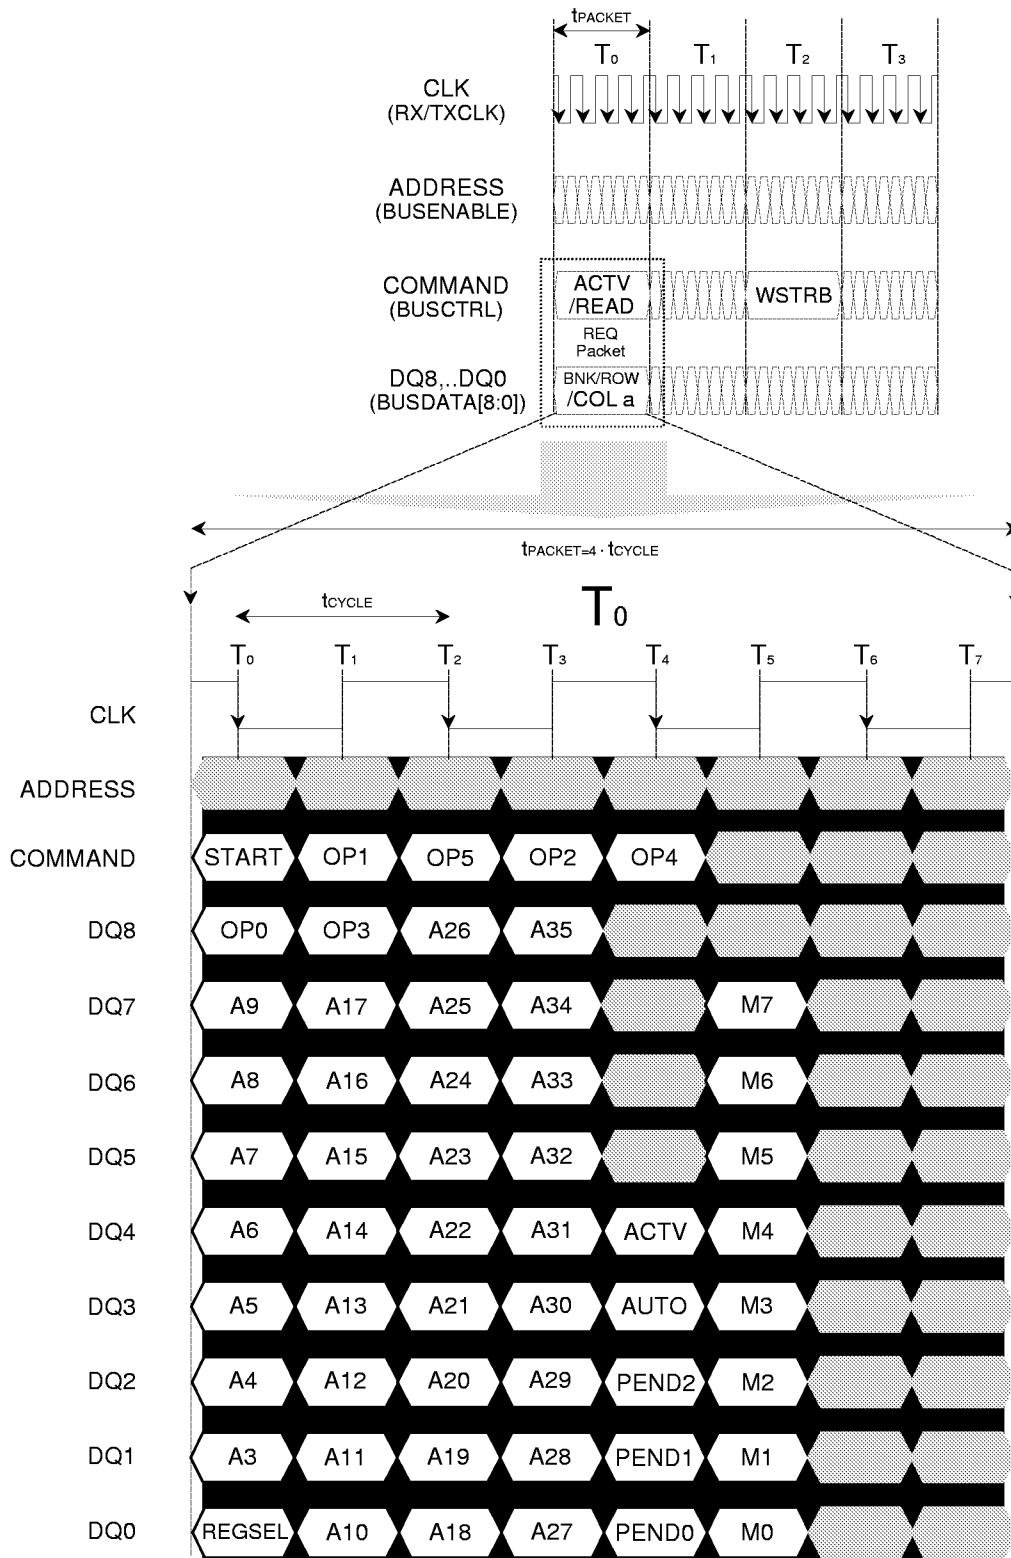 tPACKET
T0 T1 T2 T3
CLK
(RX/TXCLK)
ADDRESS
(BUSENABLE)
COMMAND
(BUSCTRL)
ACTV
/READ
WSTRB
REQ
Packet
DQ8,..DQ0
(BUSDATA[8:0])
BNK/ROW
/COL a
tPACKET=4 · tCYCLE
tCYCLE
T0
T0 T1 T2 T3 T4 T5 T6 T7
CLK
ADDRESS
COMMAND START OP1 OP5 OP2 OP4
DQ8 OP0 OP3 A26 A35
DQ7 A9 A17 A25 A34 M7
DQ6 A8 A16 A24 A33 M6
DQ5 A7 A15 A23 A32 M5
DQ4 A6 A14 A22 A31 ACTV M4
DQ3 A5 A13 A21 A30 AUTO M3
DQ2 A4 A12 A20 A29 PEND2 M2
DQ1 A3 A11 A19 A28 PEND1 M1
DQ0 REGSEL A10 A18 A27 PEND0 M0